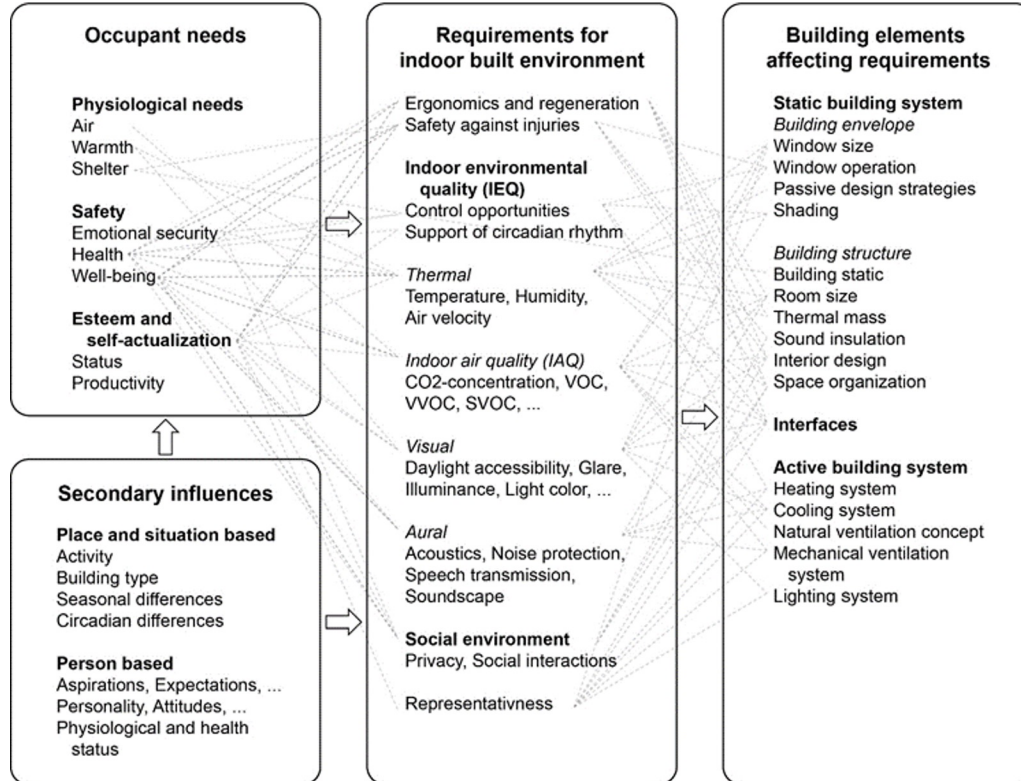 Occupant needs
Physiological needs
Air
Warmth
Shelter
Safety
Emotional security
Health
Well-being
Esteem and
self-actualization
Status
Productivity
Secondary influences
Place and situation based
Activity
Building type
Seasonal differences
Circadian differences
Person based
Aspirations, Expectations, ...
Personality, Attitudes, ...
Physiological and health
status
Requirements for
indoor built environment
Ergonomics and regeneration
Safety against injuries
Indoor environmental
quality (IEQ)
Control opportunities
Support of circadian rhythm
Thermal
Temperature, Humidity,
Air velocity
Indoor air quality (IAQ)
CO2-concentration, VOC,
VVOC, SVOC, ...
Visual
Daylight accessibility, Glare,
Illuminance, Light color, ...
Aural
Acoustics, Noise protection,
Speech transmission,
Soundscape
Social environment
Privacy, Social interactions
Representativness
Building elements
affecting requirements
Static building system
Building envelope
Window size
Window operation
Passive design strategies
Shading
Building structure
Building static
Room size
Thermal mass
Sound insulation
Interior design
Space organization
Interfaces
Active building system
Heating system
Cooling system
Natural ventilation concept
Mechanical ventilation
system
Lighting system